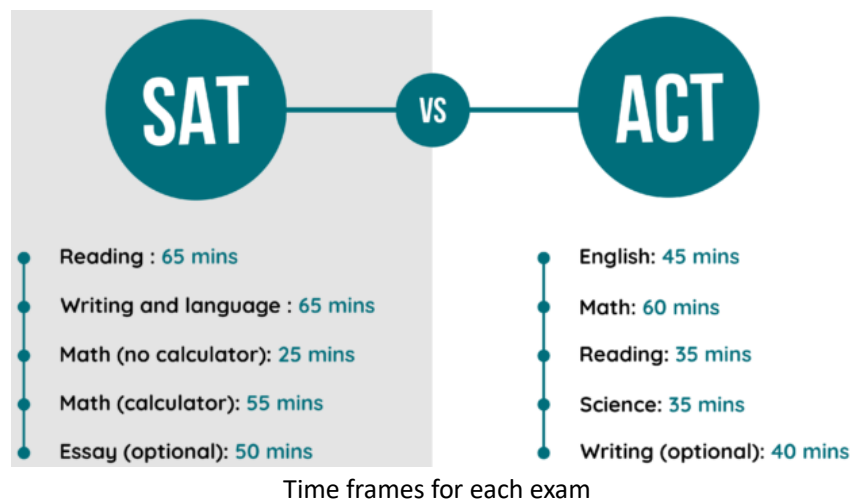 SAT
VS
ACT
Reading : 65 mins
Writing and language : 65 mins
Math (no calculator): 25 mins
Math (calculator): 55 mins
Essay (optional): 50 mins
English: 45 mins
Math: 60 mins
Reading: 35 mins
Science: 35 mins
Writing (optional): 40 mins
Time frames for each exam